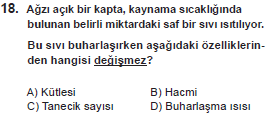 18. Ağzı açık bir kapta, kaynama sıcaklığında
bulunan belirli miktardaki saf bir sıvı ısıtılıyor.
Bu sıvı buharlaşırken aşağıdaki özelliklerin-
den hangisi değişmez?
A) Kütlesi B) Hacmi
C) Tanecik sayısı D) Buharlaşma ısısı